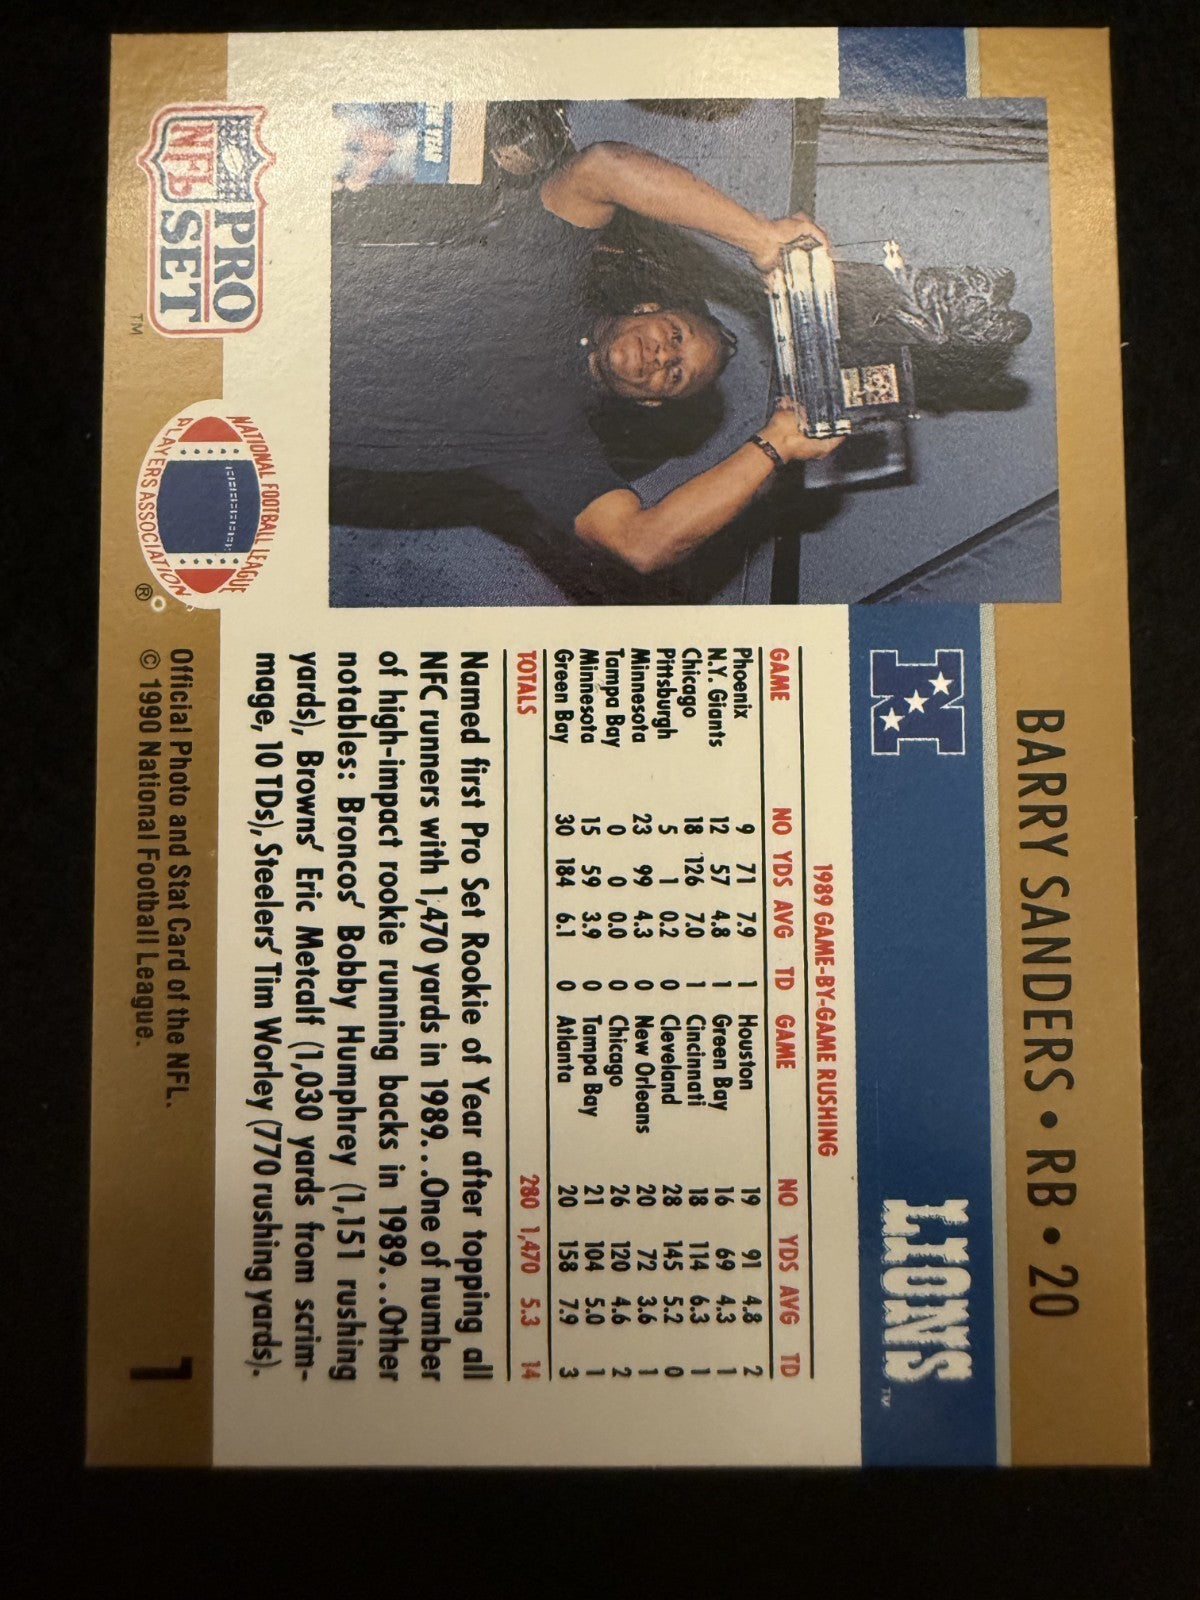 BARRY SANDERS • RB • 20
LIONS
TM
1989 GAME-BY-GAME RUSHING
GAME NO YDS AVG TD GAME NO YDS AVG TD
Phoenix 9 71 7.9 1 Houston 19 91 4.8 2
N.Y. Giants 12 57 4.8 1 Green Bay 16 69 4.3 1
Chicago 18 126 7.0 1 Cincinnati 18 114 6.3 1
Pittsburgh 5 1 0.2 0 Cleveland 28 145 5.2 0
Minnesota 23 99 4.3 0 New Orleans 20 72 3.6 1
Tampa Bay 0 0 0.0 0 Chicago 26 120 4.6 2
Minnesota 15 59 3.9 0 Tampa Bay 21 104 5.0 1
Green Bay 30 184 6.1 0 Atlanta 20 158 7.9 3
TOTALS 280 1,470 5.3 14
Named first Pro Set Rookie of Year after topping all
NFC runners with 1,470 yards in 1989. . .One of number
of high-impact rookie running backs in 1989. . .Other
notables: Broncos' Bobby Humphrey (1,151 rushing
yards), Browns' Eric Metcalf (1,030 yards from scrim-
mage, 10 TDs), Steelers' Tim Worley (770 rushing yards).
NFL PRO
SET
TM
NATIONAL FOOTBALL LEAGUE
PLAYERS ASSOCIATION
®
Official Photo and Stat Card of the NFL.
© 1990 National Football League.
1